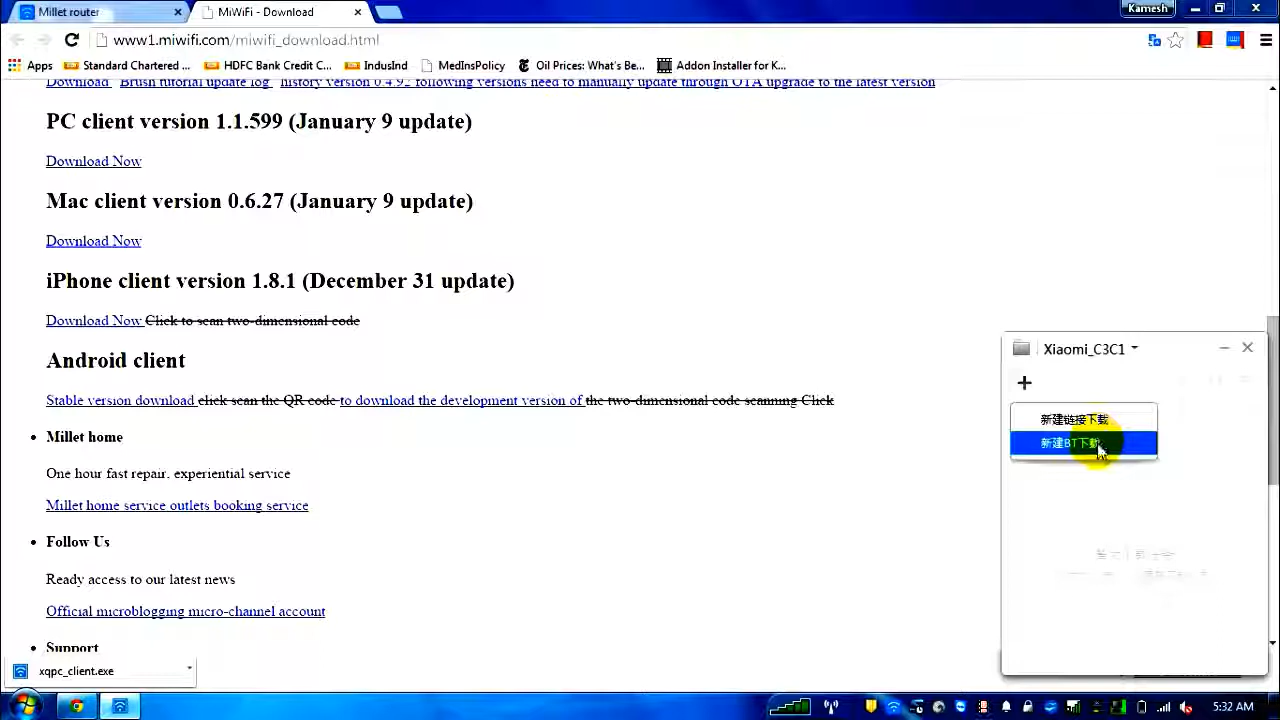 Millet router
MiWiFi - Download
Kamesh
www1.miwifi.com/miwifi_download.html
Apps
Standard Chartered ...
HDFC Bank Credit C...
IndusInd
MedInsPolicy
Oil Prices: What's Be...
Addon Installer for K...
Download Brush tutorial update log history version 0.4.92 following versions need to manually update through OTA upgrade to the latest version
PC client version 1.1.599 (January 9 update)
Download Now
Mac client version 0.6.27 (January 9 update)
Download Now
iPhone client version 1.8.1 (December 31 update)
Download Now Click to scan two-dimensional code
Android client
Stable version download click scan the QR code to download the development version of the two-dimensional code scanning Click
Millet home
One hour fast repair, experiential service
Millet home service outlets booking service
Follow Us
Ready access to our latest news
Official microblogging micro-channel account
Support
Xiaomi_C3C1
新建链接下载
新建BT下载
xqpc_client.exe
5:32 AM